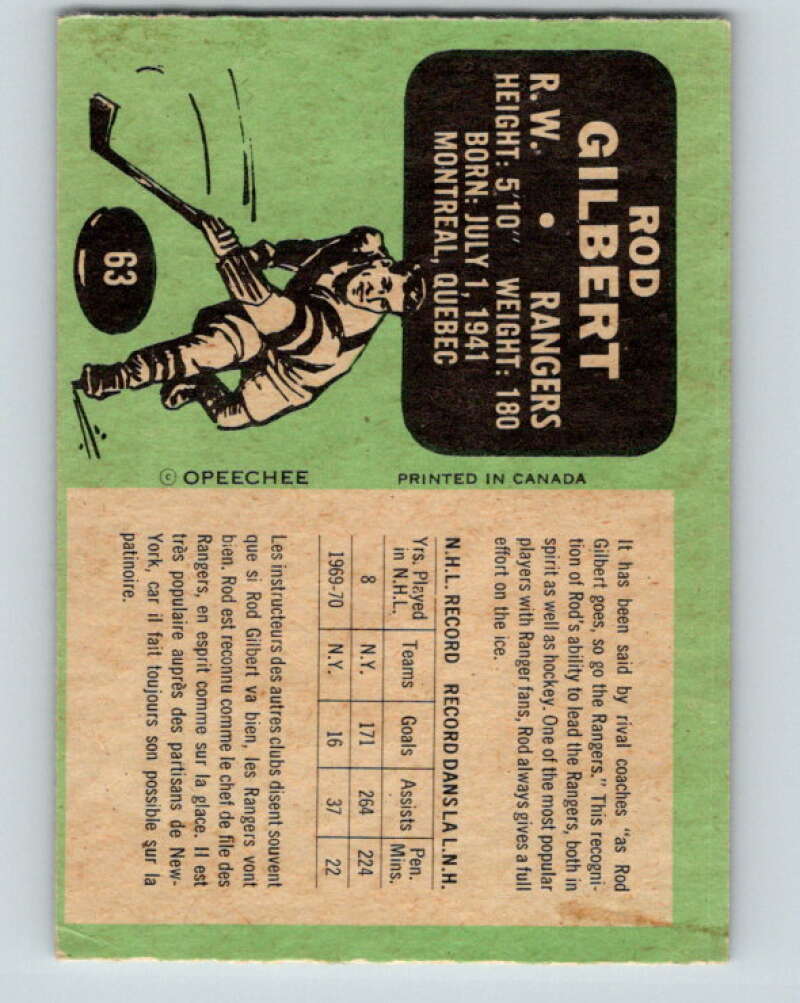 ROD
GILBERT
R. W. • RANGERS
HEIGHT: 5'10" WEIGHT: 180
BORN: JULY 1, 1941
MONTREAL, QUEBEC
63
© OPEECHEE PRINTED IN CANADA
It has been said by rival coaches "as Rod
Gilbert goes, so go the Rangers." This recogni-
tion of Rod's ability to lead the Rangers, both in
spirit as well as hockey. One of the most popular
players with Ranger fans, Rod always gives a full
effort on the ice.
N.H.L. RECORD RECORD DANS LA L.N.H.
Yrs. Played Teams Goals Assists Pen.
in N.H.L. Mins.
8 N.Y. 171 264 224
1969-70 N.Y. 16 37 22
Les instructeurs des autres clubs disent souvent
que si Rod Gilbert va bien, les Rangers vont
bien. Rod est reconnu comme le chef de file des
Rangers, en esprit comme sur la glace. Il est
très populaire auprès des partisans de New-
York, car il fait toujours son possible sur la
patinoire.